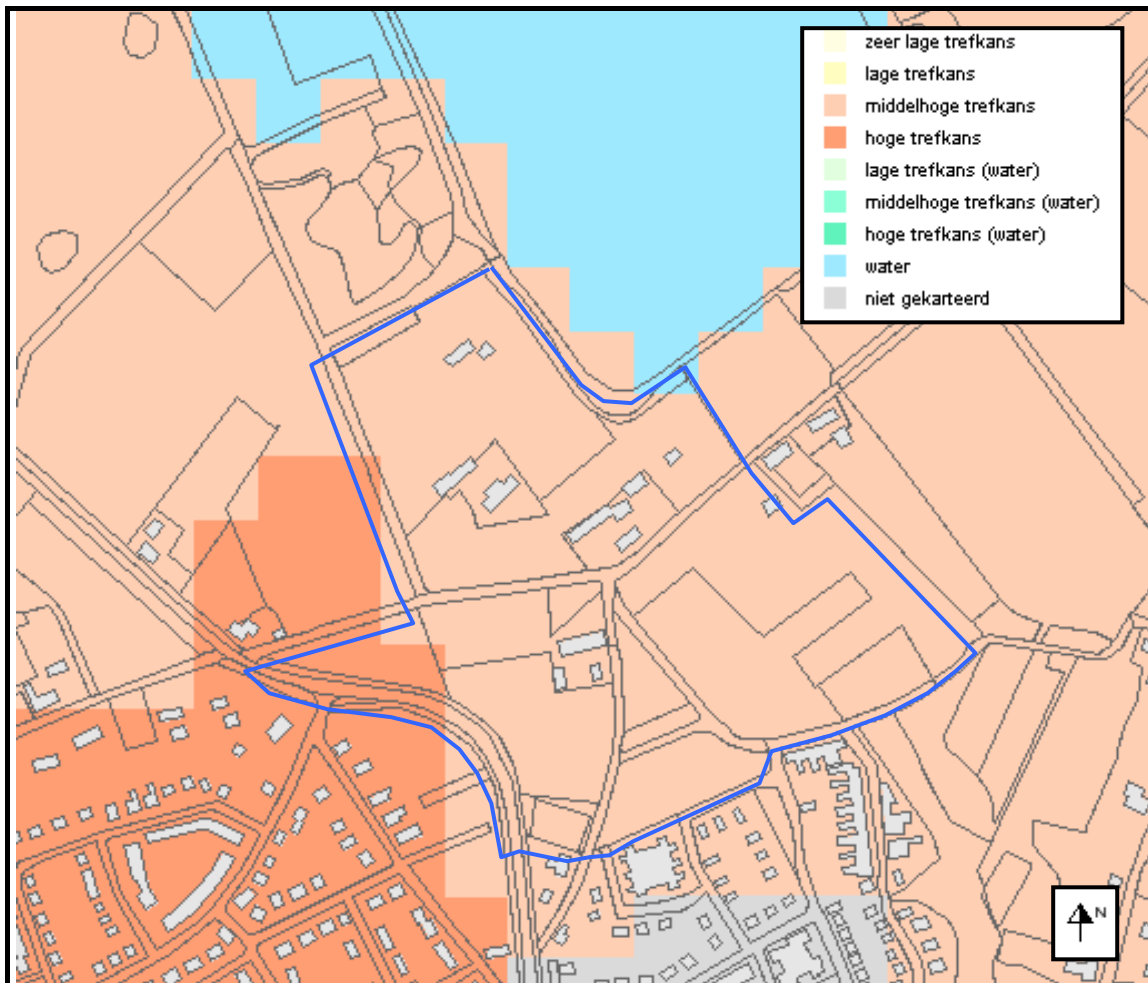 zeer lage trefkans
lage trefkans
middelhoge trefkans
hoge trefkans
lage trefkans (water)
middelhoge trefkans (water)
hoge trefkans (water)
water
niet gekarteerd
N